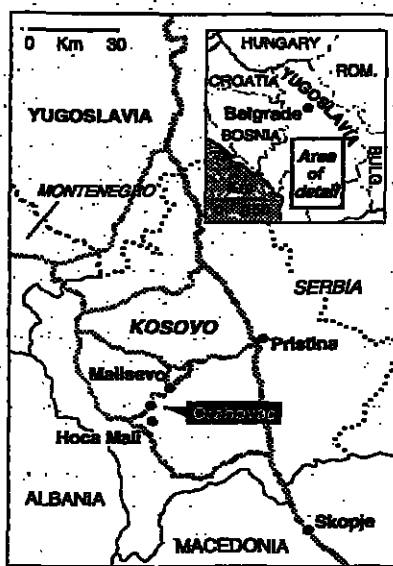 0 Km 30
YUGOSLAVIA
MONTENEGRO
HUNGARY
CROATIA
ROM.
YUGOSLAVIA
Belgrade
BOSNIA
Area
of
detail
BULG.
SERBIA
KOSOVO
Pristina
Malisevo
Hoca Mali
ALBANIA
Skopje
MACEDONIA